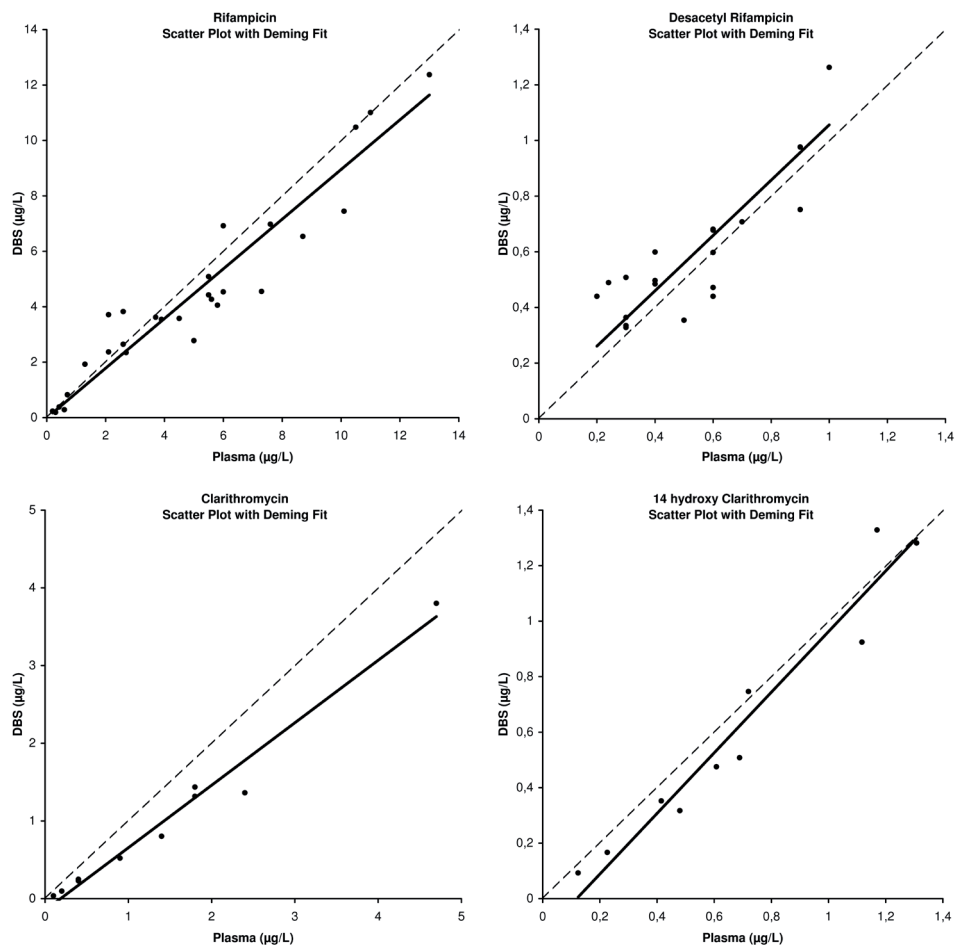 Rifampicin
Scatter Plot with Deming Fit
14
12
10
8
6
4
2
0
DBS (µg/L)
0 2 4 6 8 10 12 14
Plasma (µg/L)
Desacetyl Rifampicin
Scatter Plot with Deming Fit
1,4
1,2
1
0,8
0,6
0,4
0,2
0
DBS (µg/L)
0 0,2 0,4 0,6 0,8 1 1,2 1,4
Plasma (µg/L)
Clarithromycin
Scatter Plot with Deming Fit
5
4
3
2
1
0
DBS (µg/L)
0 1 2 3 4 5
Plasma (µg/L)
14 hydroxy Clarithromycin
Scatter Plot with Deming Fit
1,4
1,2
1
0,8
0,6
0,4
0,2
0
DBS (µg/L)
0 0,2 0,4 0,6 0,8 1 1,2 1,4
Plasma (µg/L)